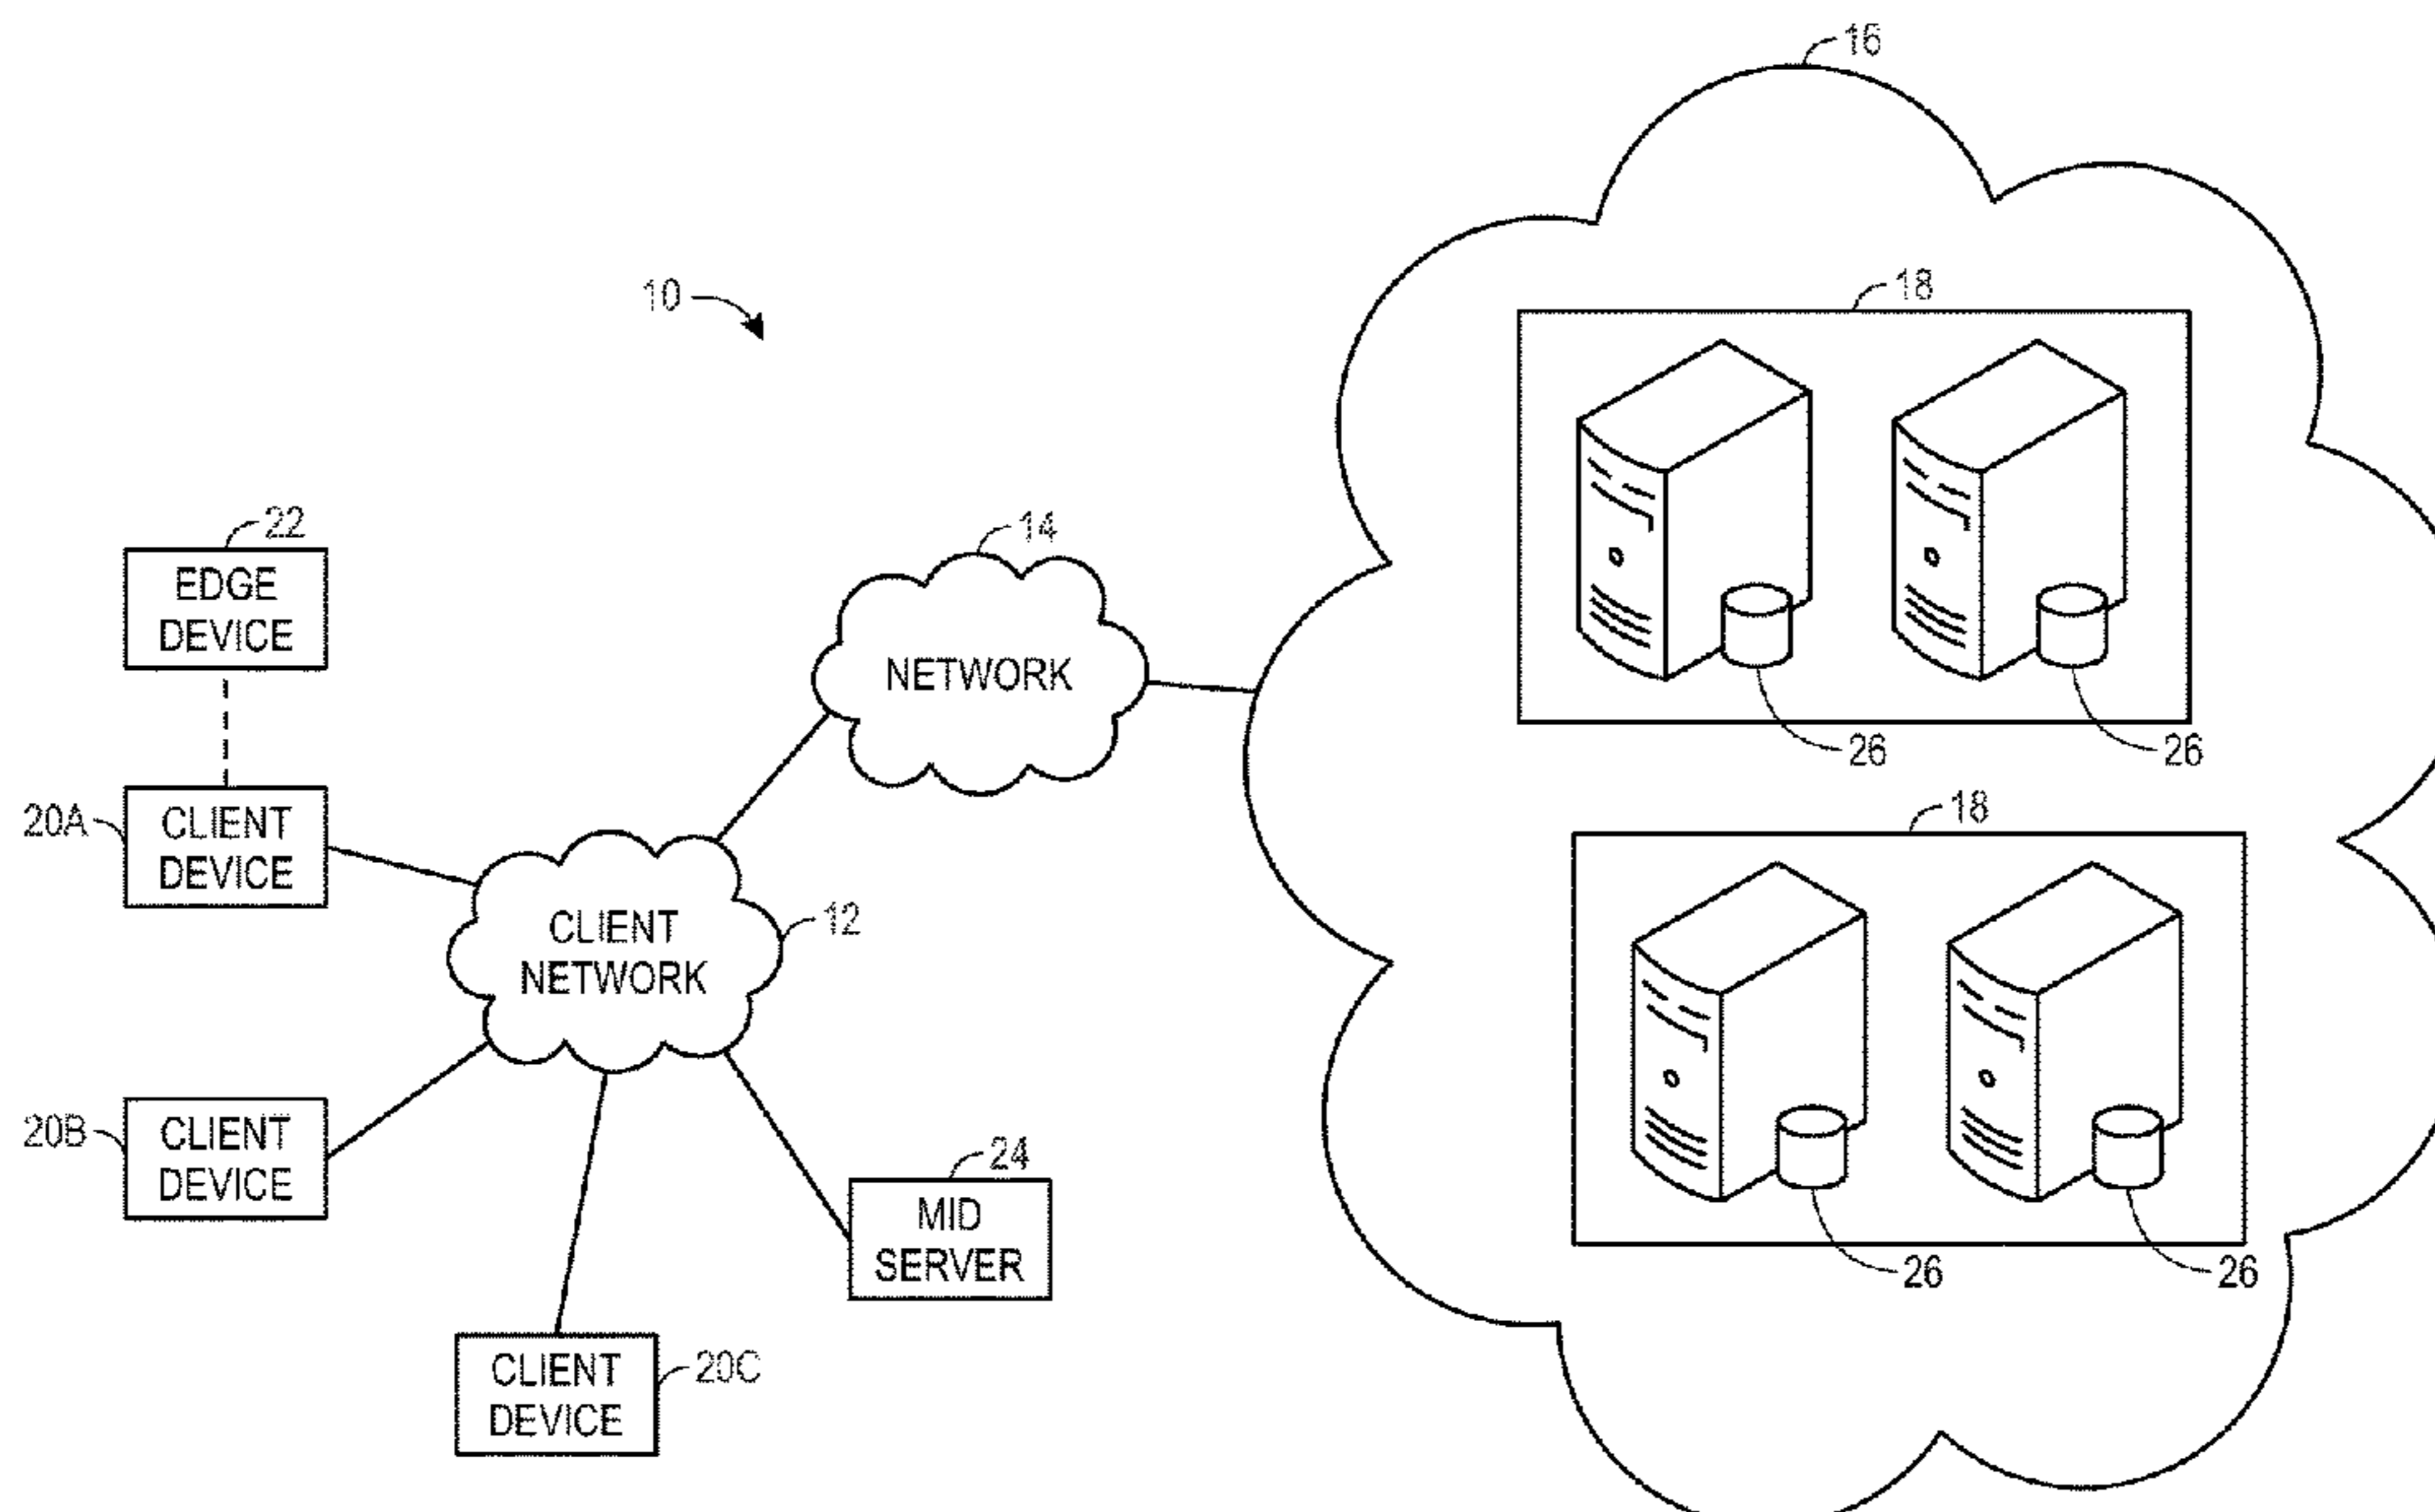 16
10
18
22
EDGE
DEVICE
14
NETWORK
26
26
20A
CLIENT
DEVICE
18
CLIENT
NETWORK
12
20B
CLIENT
DEVICE
24
MID
SERVER
26
26
CLIENT
DEVICE
20C